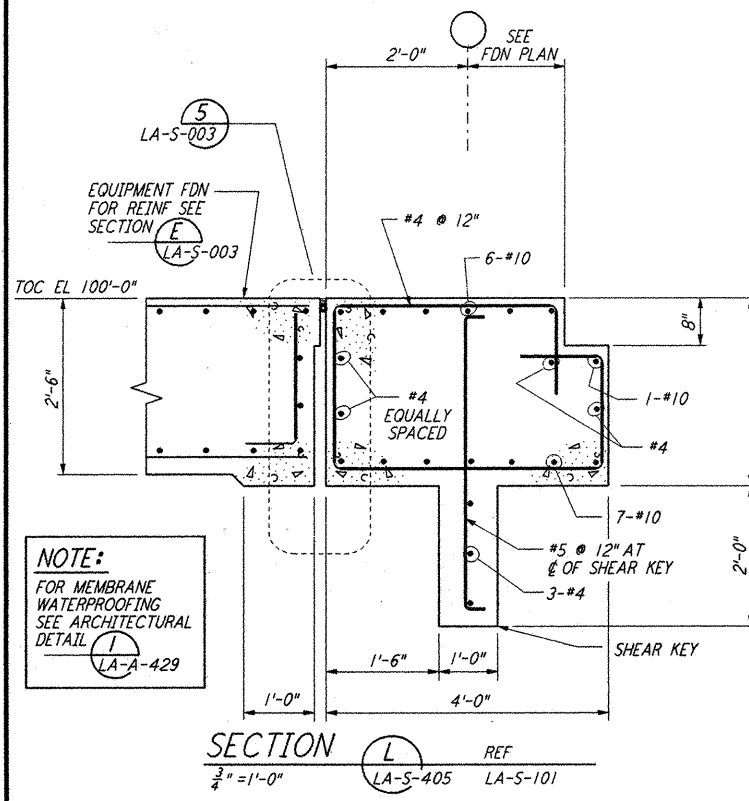 2'-0"
SEE
FDN PLAN
5
LA-S-003
EQUIPMENT FDN
FOR REINF SEE
SECTION E
LA-S-003
#4 @ 12"
6-#10
TOC EL 100'-0"
8"
2'-6"
#4
EQUALLY
SPACED
1-#10
#4
7-#10
#5 @ 12" AT
℄ OF SHEAR KEY
3-#4
2'-0"
SHEAR KEY
NOTE:
FOR MEMBRANE
WATERPROOFING
SEE ARCHITECTURAL
DETAIL 1
LA-A-429
1'-6"
1'-0"
1'-0"
4'-0"
SECTION L REF
3/4" =1'-0" LA-S-405 LA-S-101